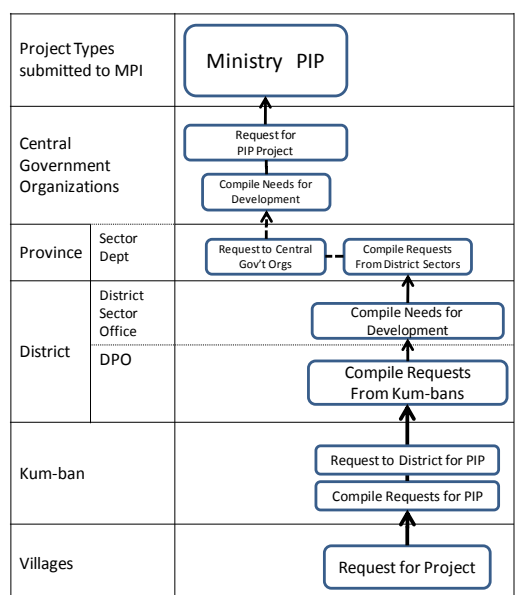 Project Types
submitted to MPI
Ministry PIP
Central
Government
Organizations
Request for
PIP Project
Compile Needs for
Development
Province
Sector
Dept
Request to Central
Gov't Orgs
Compile Requests
From District Sectors
District
District
Sector
Office
Compile Needs for
Development
DPO
Compile Requests
From Kum-bans
Kum-ban
Request to District for PIP
Compile Requests for PIP
Villages
Request for Project